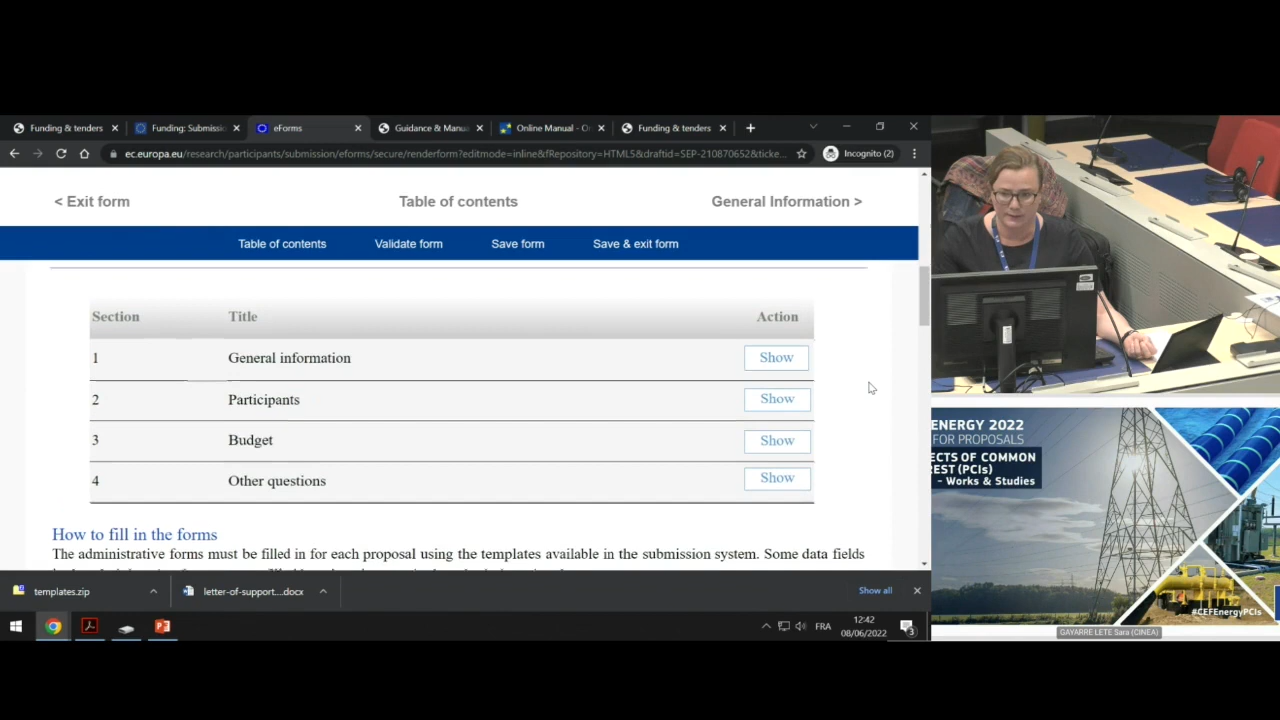 Funding & tenders
Funding: Submissio
eForms
Guidance & Manua
Online Manual - On
Funding & tenders
ec.europa.eu/research/participants/submission/eforms/secure/renderform?editmode=inline&fRepository=HTML5&draftid=SEP-210870652&ticke...
Incognito (2)
< Exit form
Table of contents
General Information >
Table of contents
Validate form
Save form
Save & exit form
Section Title Action
1 General information Show
2 Participants Show
3 Budget Show
4 Other questions Show
How to fill in the forms
The administrative forms must be filled in for each proposal using the templates available in the submission system. Some data fields
templates.zip
letter-of-support....docx
Show all
FRA
12:42
08/06/2022
3
ENERGY 2022
FOR PROPOSALS
ECTS OF COMMON
REST (PCIs)
- Works & Studies
#CEFEnergyPCIs
GAYARRE LETE Sara (CINEA)